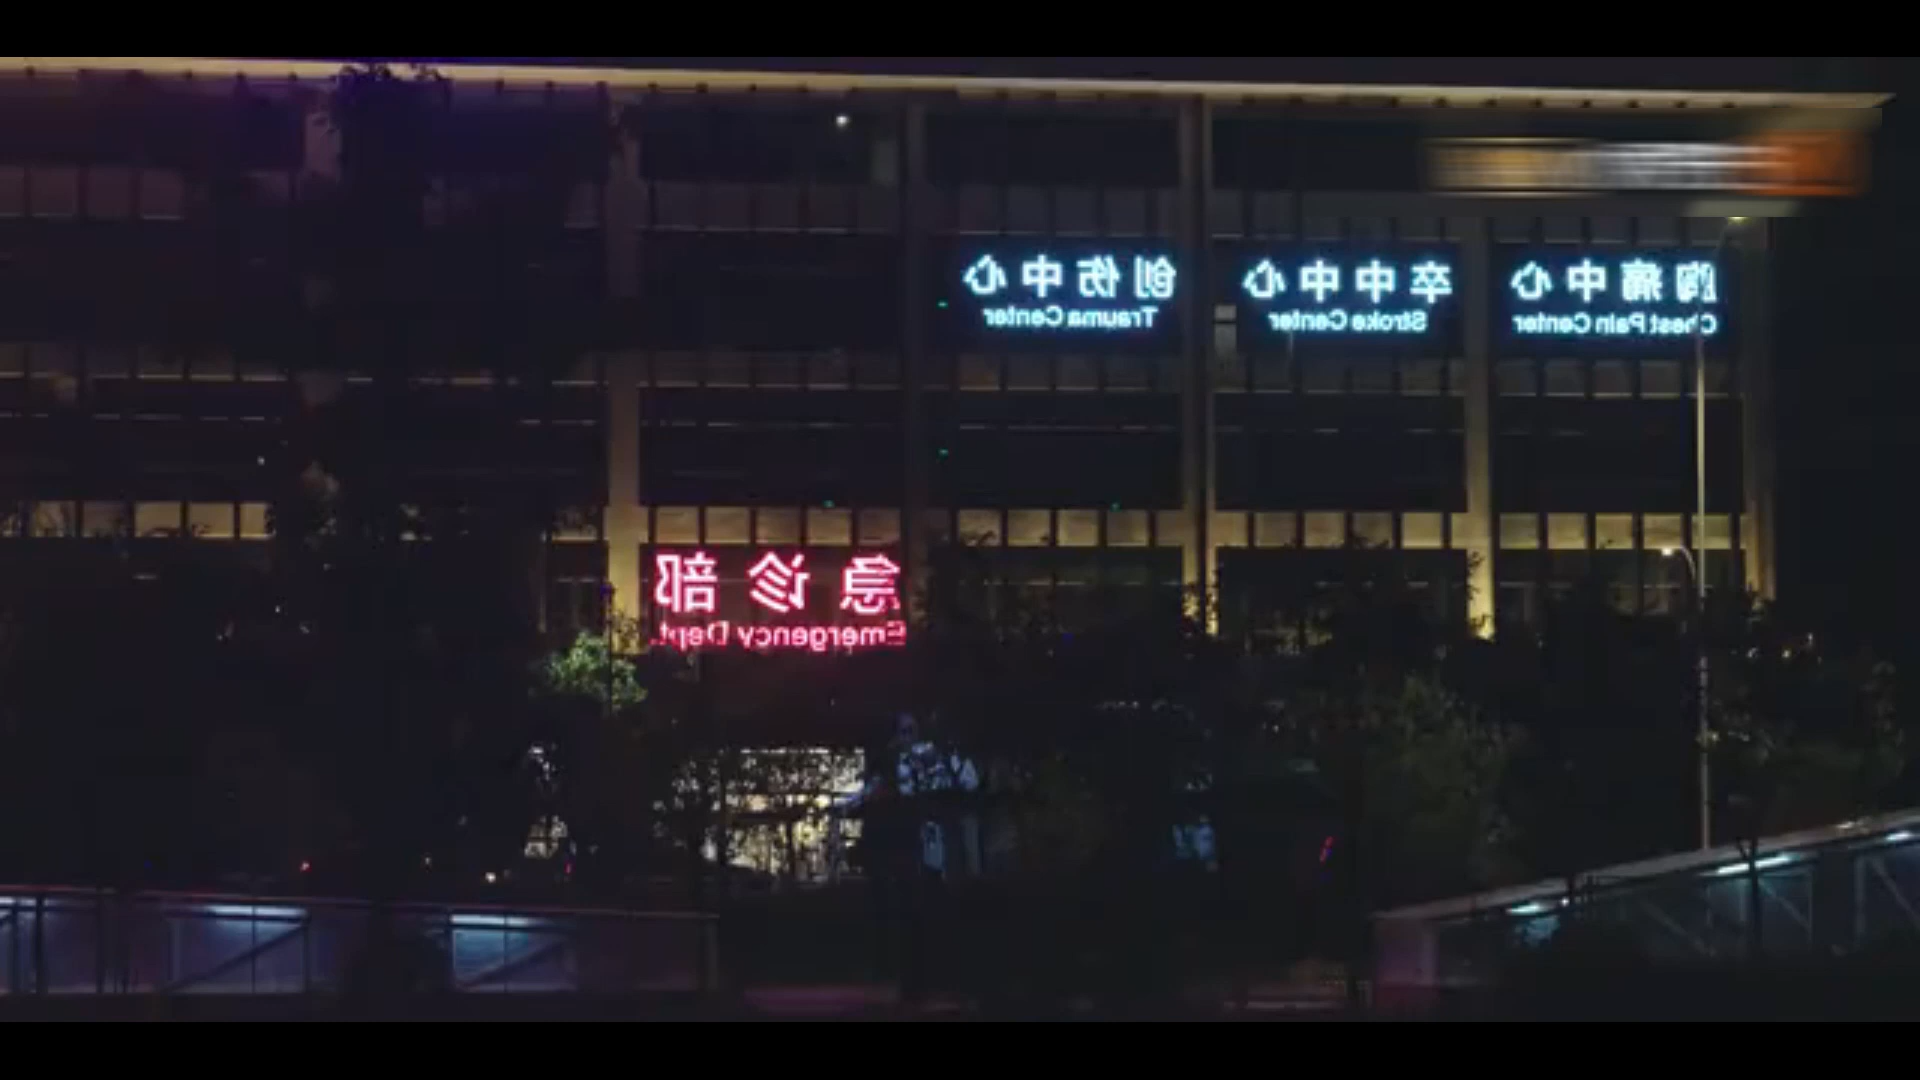 胸痛中心
Chest Pain Center
卒中中心
Stroke Center
创伤中心
Trauma Center
急诊部
Emergency Dept.